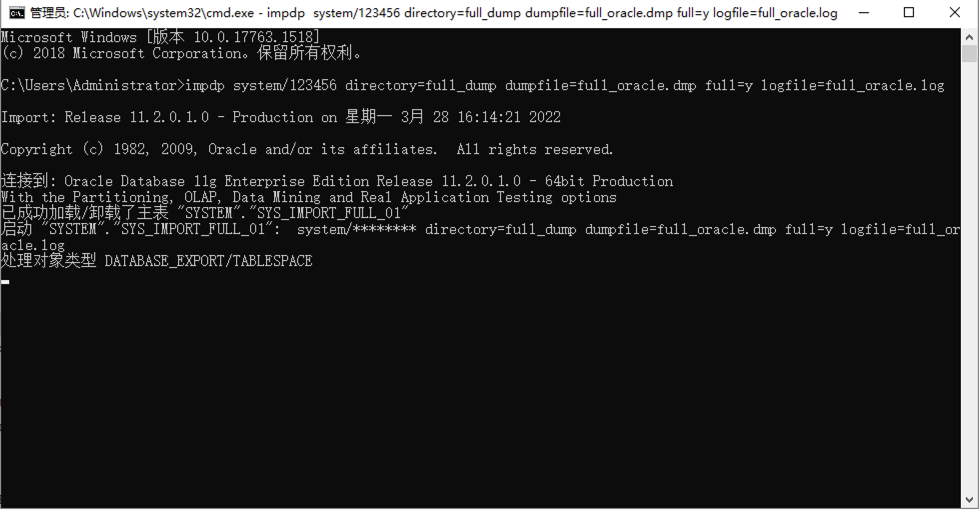 管理员: C:\Windows\system32\cmd.exe - impdp  system/123456 directory=full_dump dumpfile=full_oracle.dmp full=y logfile=full_oracle.log
Microsoft Windows [版本 10.0.17763.1518]
(c) 2018 Microsoft Corporation。保留所有权利。
C:\Users\Administrator>impdp system/123456 directory=full_dump dumpfile=full_oracle.dmp full=y logfile=full_oracle.log
Import: Release 11.2.0.1.0 - Production on 星期一 3月 28 16:14:21 2022
Copyright (c) 1982, 2009, Oracle and/or its affiliates.  All rights reserved.
连接到: Oracle Database 11g Enterprise Edition Release 11.2.0.1.0 - 64bit Production
With the Partitioning, OLAP, Data Mining and Real Application Testing options
已成功加载/卸载了主表 "SYSTEM"."SYS_IMPORT_FULL_01"
启动 "SYSTEM"."SYS_IMPORT_FULL_01":  system/******** directory=full_dump dumpfile=full_oracle.dmp full=y logfile=full_or
acle.log
处理对象类型 DATABASE_EXPORT/TABLESPACE